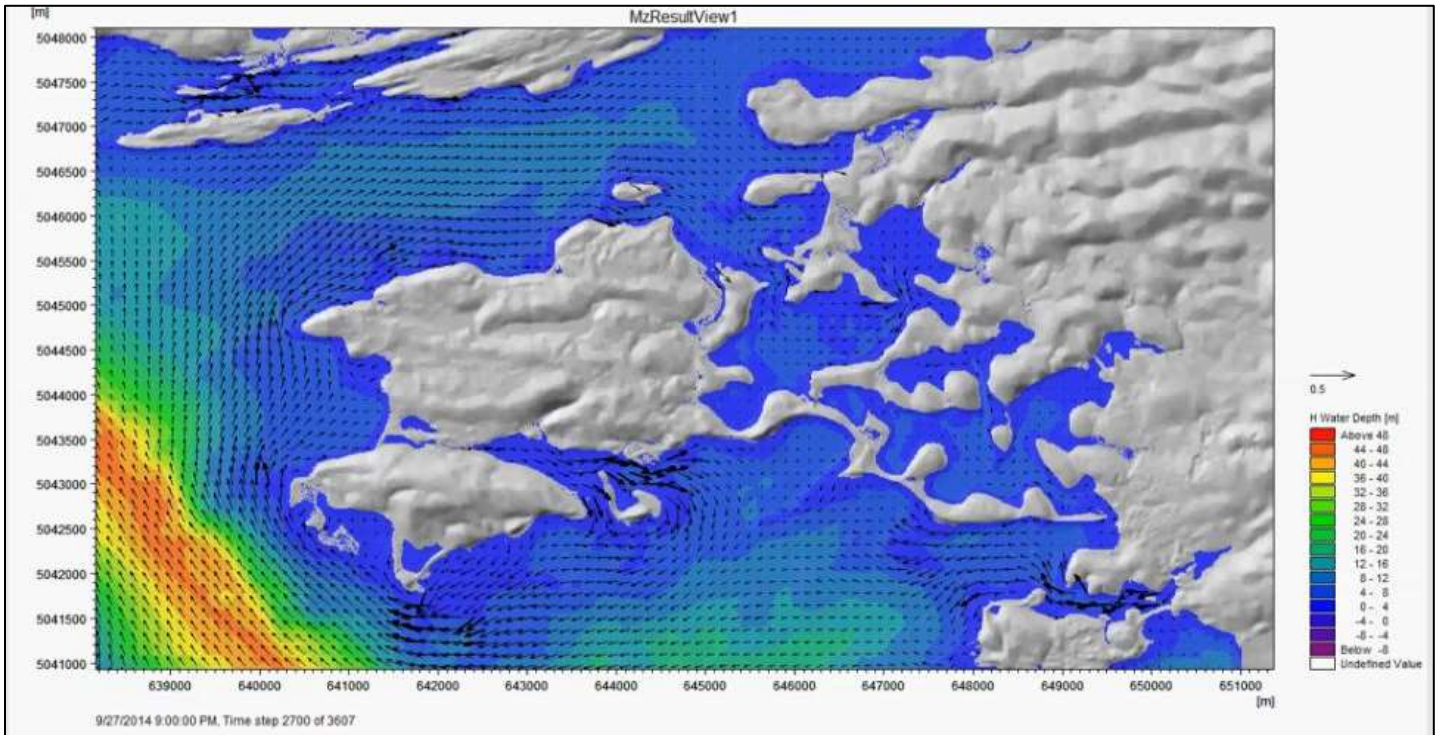 [m]
MzResultView1
5048000
5047500
5047000
5046500
5046000
5045500
5045000
5044500
5044000
5043500
5043000
5042500
5042000
5041500
5041000
639000 640000 641000 642000 643000 644000 645000 646000 647000 648000 649000 650000 651000
[m]
9/27/2014 9:00:00 PM, Time step 2700 of 3607
0.5
H Water Depth [m]
Above 48
44 - 48
40 - 44
36 - 40
32 - 36
28 - 32
24 - 28
20 - 24
16 - 20
12 - 16
8 - 12
4 - 8
0 - 4
-4 - 0
-8 - -4
Below -8
Undefined Value